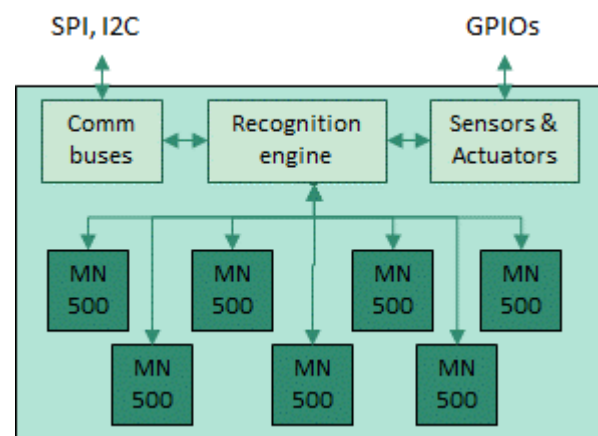 SPI, I2C
GPIOs
Comm
buses
Recognition
engine
Sensors &
Actuators
MN
500
MN
500
MN
500
MN
500
MN
500
MN
500
MN
500